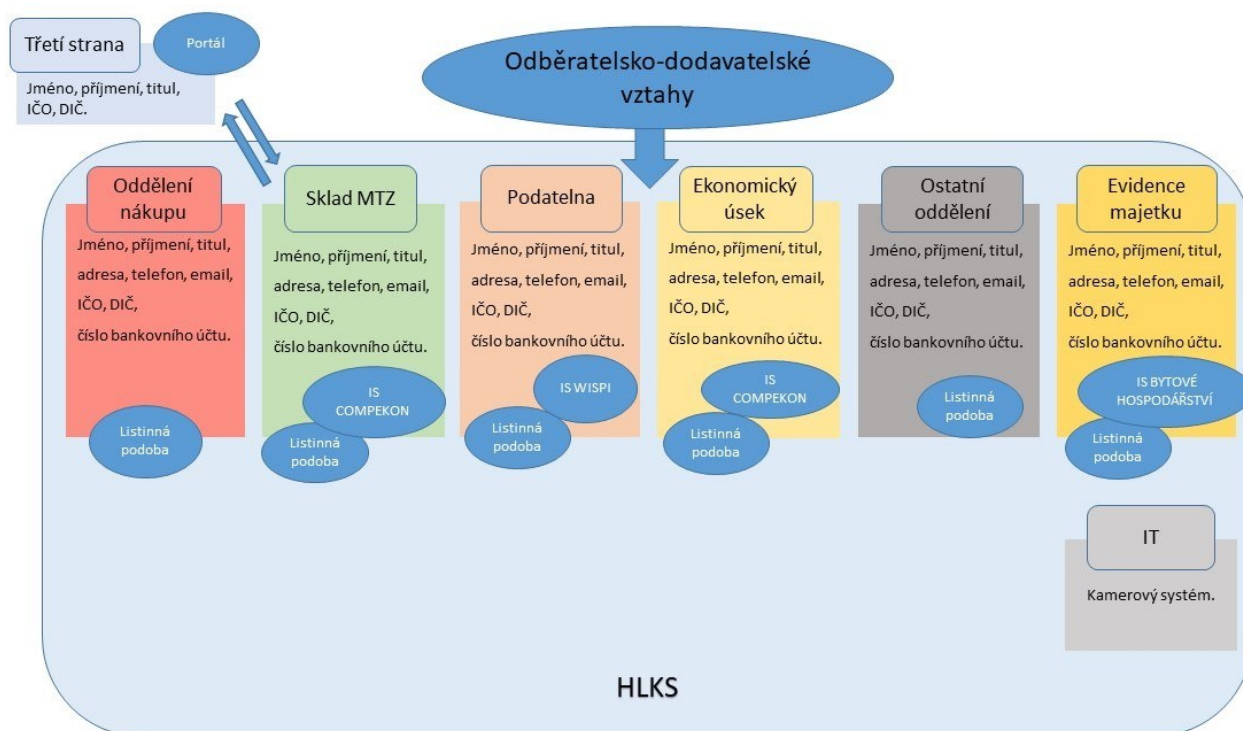 Třetí strana
Portál
Jméno, příjmení, titul,
IČO, DIČ.
Odběratelsko-dodavatelské
vztahy
Oddělení
nákupu
Jméno, příjmení, titul,
adresa, telefon, email,
IČO, DIČ,
číslo bankovního účtu.
Listinná
podoba
Sklad MTZ
Jméno, příjmení, titul,
adresa, telefon, email,
IČO, DIČ,
číslo bankovního účtu.
IS
COMPEKON
Listinná
podoba
Podatelna
Jméno, příjmení, titul,
adresa, telefon, email,
IČO, DIČ,
číslo bankovního účtu.
IS WISPI
Listinná
podoba
Ekonomický
úsek
Jméno, příjmení, titul,
adresa, telefon, email,
IČO, DIČ,
číslo bankovního účtu.
IS
COMPEKON
Listinná
podoba
Ostatní
oddělení
Jméno, příjmení, titul,
adresa, telefon, email,
IČO, DIČ,
číslo bankovního účtu.
Listinná
podoba
Evidence
majetku
Jméno, příjmení, titul,
adresa, telefon, email,
IČO, DIČ,
číslo bankovního účtu.
IS BYTOVÉ
HOSPODÁŘSTVÍ
Listinná
podoba
IT
Kamerový systém.
HLKS